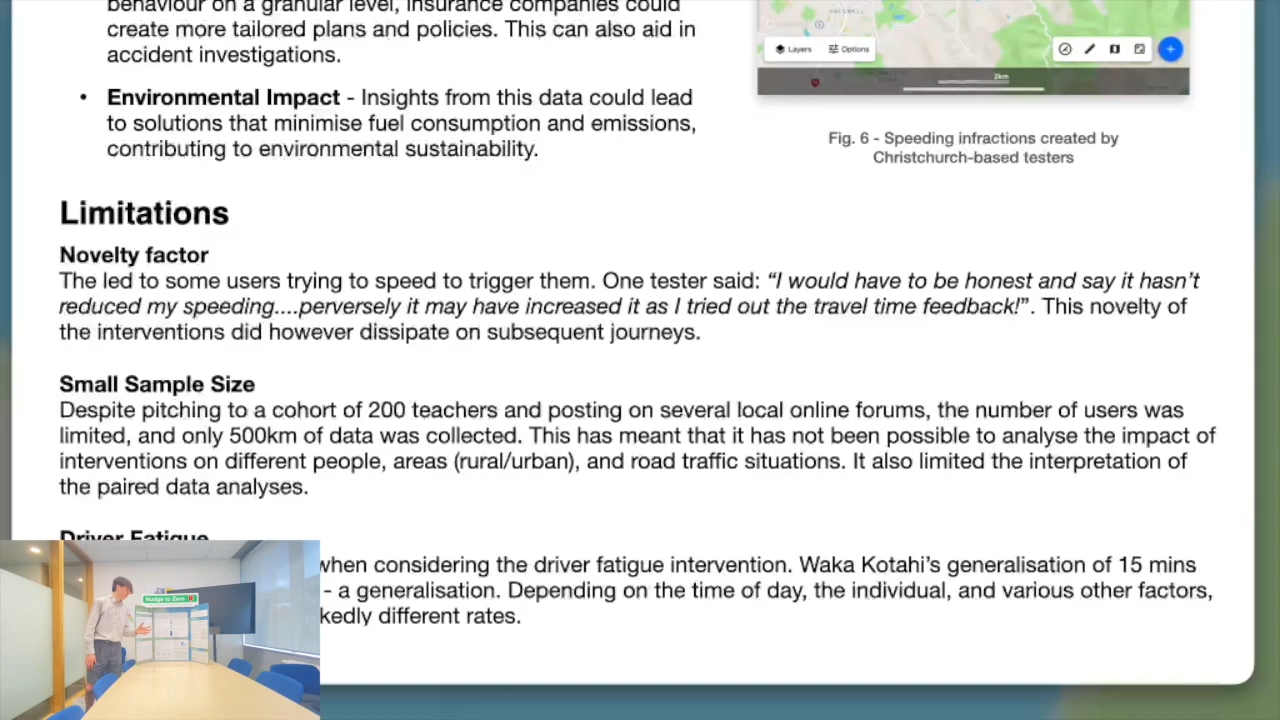 behaviour on a granular level, insurance companies could
create more tailored plans and policies. This can also aid in
accident investigations.
• Environmental Impact - Insights from this data could lead
to solutions that minimise fuel consumption and emissions,
contributing to environmental sustainability.
Layers Options
2km
Fig. 6 - Speeding infractions created by
Christchurch-based testers
Limitations
Novelty factor
The led to some users trying to speed to trigger them. One tester said: “I would have to be honest and say it hasn’t
reduced my speeding....perversely it may have increased it as I tried out the travel time feedback!”. This novelty of
the interventions did however dissipate on subsequent journeys.
Small Sample Size
Despite pitching to a cohort of 200 teachers and posting on several local online forums, the number of users was
limited, and only 500km of data was collected. This has meant that it has not been possible to analyse the impact of
interventions on different people, areas (rural/urban), and road traffic situations. It also limited the interpretation of
the paired data analyses.
Driver Fatigue
when considering the driver fatigue intervention. Waka Kotahi’s generalisation of 15 mins
- a generalisation. Depending on the time of day, the individual, and various other factors,
kedly different rates.
Nudge to Zero